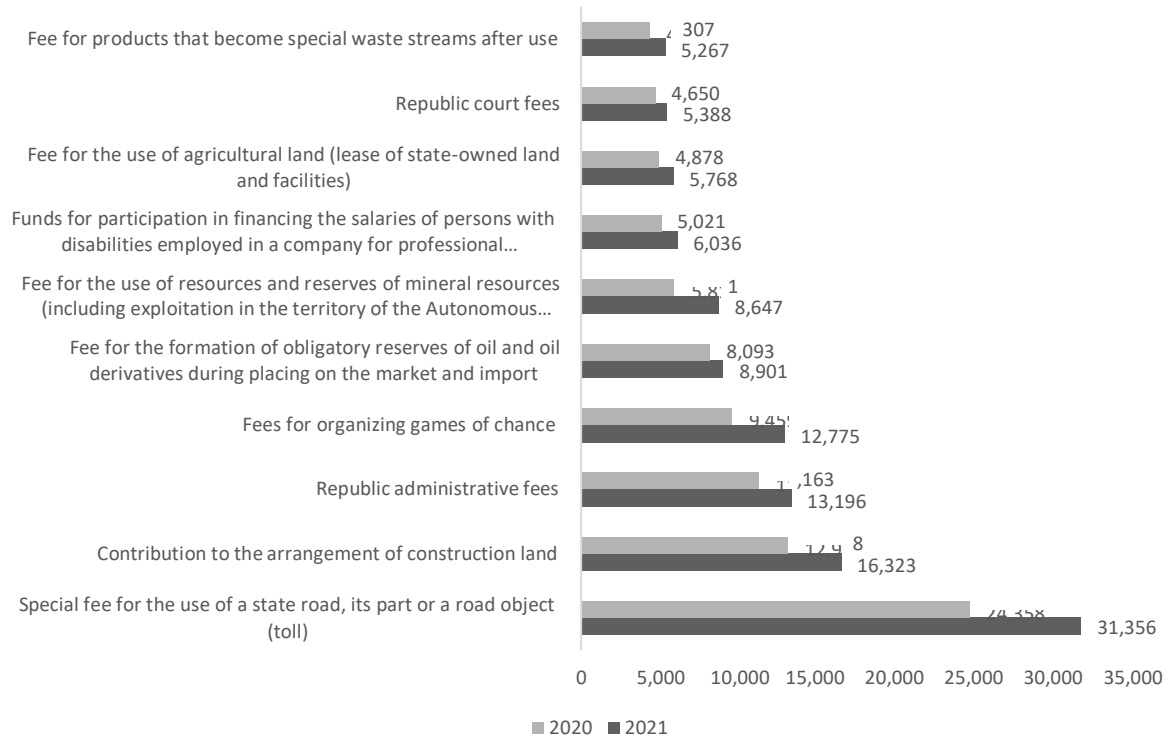 Fee for products that become special waste streams after use
4,307
5,267
Republic court fees
4,650
5,388
Fee for the use of agricultural land (lease of state-owned land
and facilities)
4,878
5,768
Funds for participation in financing the salaries of persons with
disabilities employed in a company for professional…
5,021
6,036
Fee for the use of resources and reserves of mineral resources
(including exploitation in the territory of the Autonomous…
8,647
Fee for the formation of obligatory reserves of oil and oil
derivatives during placing on the market and import
8,093
8,901
Fees for organizing games of chance
9,459
12,775
Republic administrative fees
11,163
13,196
Contribution to the arrangement of construction land
16,323
Special fee for the use of a state road, its part or a road object
(toll)
24,358
31,356
0 5,000 10,000 15,000 20,000 25,000 30,000 35,000
2020 2021